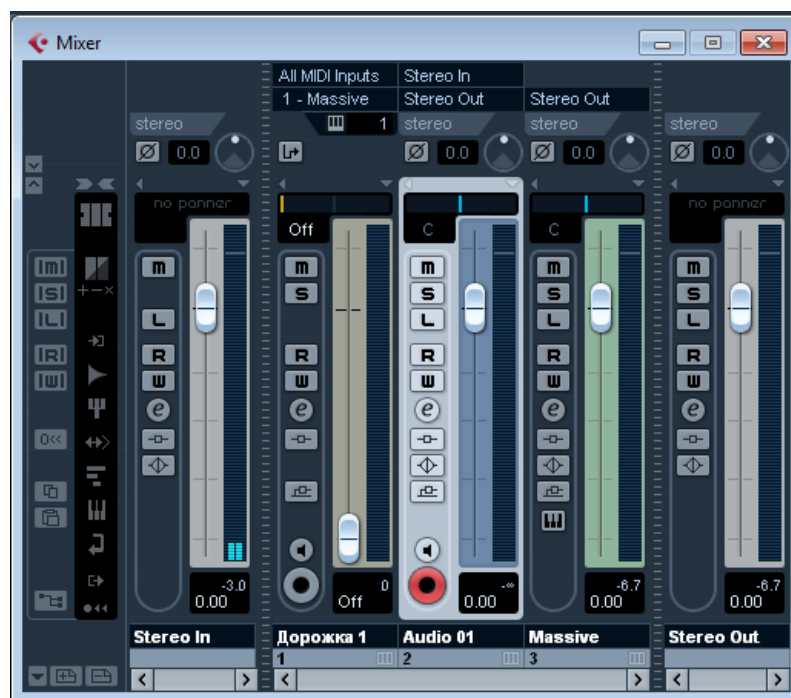 Mixer
All MIDI Inputs Stereo In
1 - Massive Stereo Out Stereo Out
stereo 1 stereo stereo stereo
0.0 0.0 0.0 0.0
no panner Off C C no panner
m m m m m
S S S
L L L L
R R R R R
W W W W W
e e e e e
-3.0 0 -∞ -6.7 -6.7
0.00 Off 0.00 0.00 0.00
Stereo In Дорожка 1 Audio 01 Massive Stereo Out
1 2 3